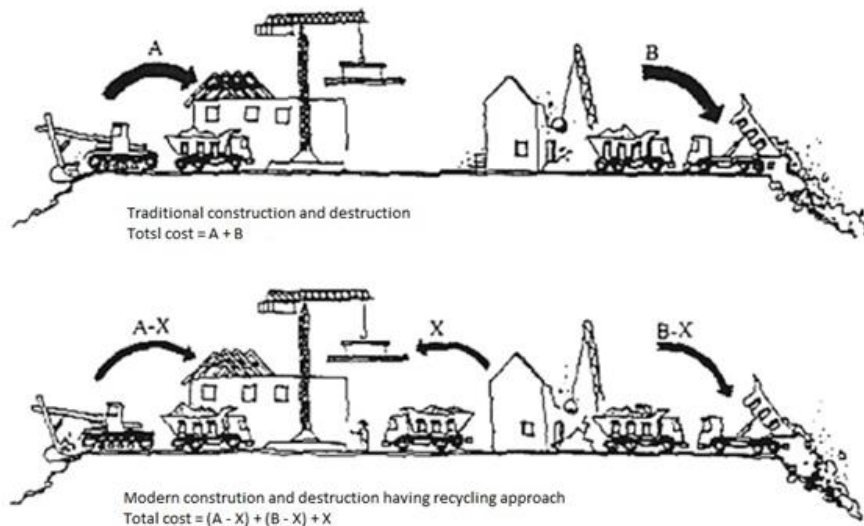 A
B
Traditional construction and destruction
Totsl cost = A + B
A-X
X
B-X
Modern constrution and destruction having recycling approach
Total cost = (A - X) + (B - X) + X